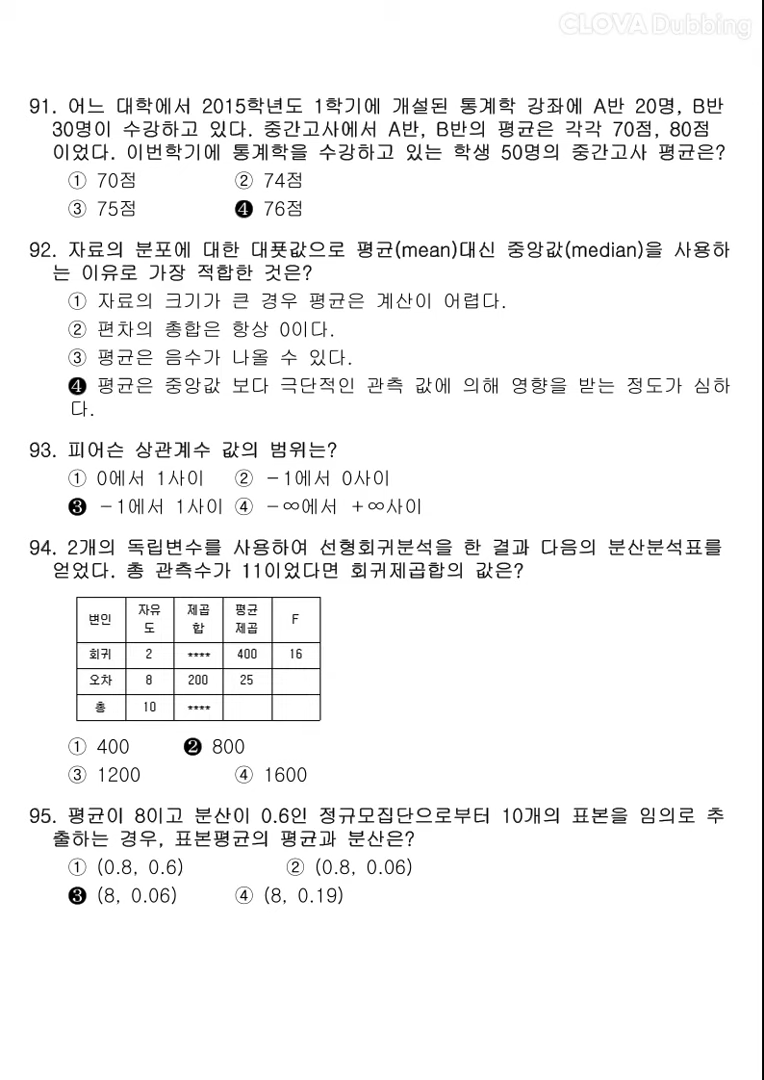 CLOVA Dubbing
91. 어느 대학에서 2015학년도 1학기에 개설된 통계학 강좌에 A반 20명, B반
30명이 수강하고 있다. 중간고사에서 A반, B반의 평균은 각각 70점, 80점
이었다. 이번학기에 통계학을 수강하고 있는 학생 50명의 중간고사 평균은?
① 70점 ② 74점
③ 75점 ❹ 76점
92. 자료의 분포에 대한 대푯값으로 평균(mean)대신 중앙값(median)을 사용하
는 이유로 가장 적합한 것은?
① 자료의 크기가 큰 경우 평균은 계산이 어렵다.
② 편차의 총합은 항상 0이다.
③ 평균은 음수가 나올 수 있다.
❹ 평균은 중앙값 보다 극단적인 관측 값에 의해 영향을 받는 정도가 심하
다.
93. 피어슨 상관계수 값의 범위는?
① 0에서 1사이 ② -1에서 0사이
❸ -1에서 1사이 ④ -∞에서 +∞사이
94. 2개의 독립변수를 사용하여 선형회귀분석을 한 결과 다음의 분산분석표를
얻었다. 총 관측수가 11이었다면 회귀제곱합의 값은?
변인 자유도 제곱합 평균제곱 F
회귀 2 **** 400 16
오차 8 200 25
총 10 ****
① 400 ❷ 800
③ 1200 ④ 1600
95. 평균이 8이고 분산이 0.6인 정규모집단으로부터 10개의 표본을 임의로 추
출하는 경우, 표본평균의 평균과 분산은?
① (0.8, 0.6) ② (0.8, 0.06)
❸ (8, 0.06) ④ (8, 0.19)